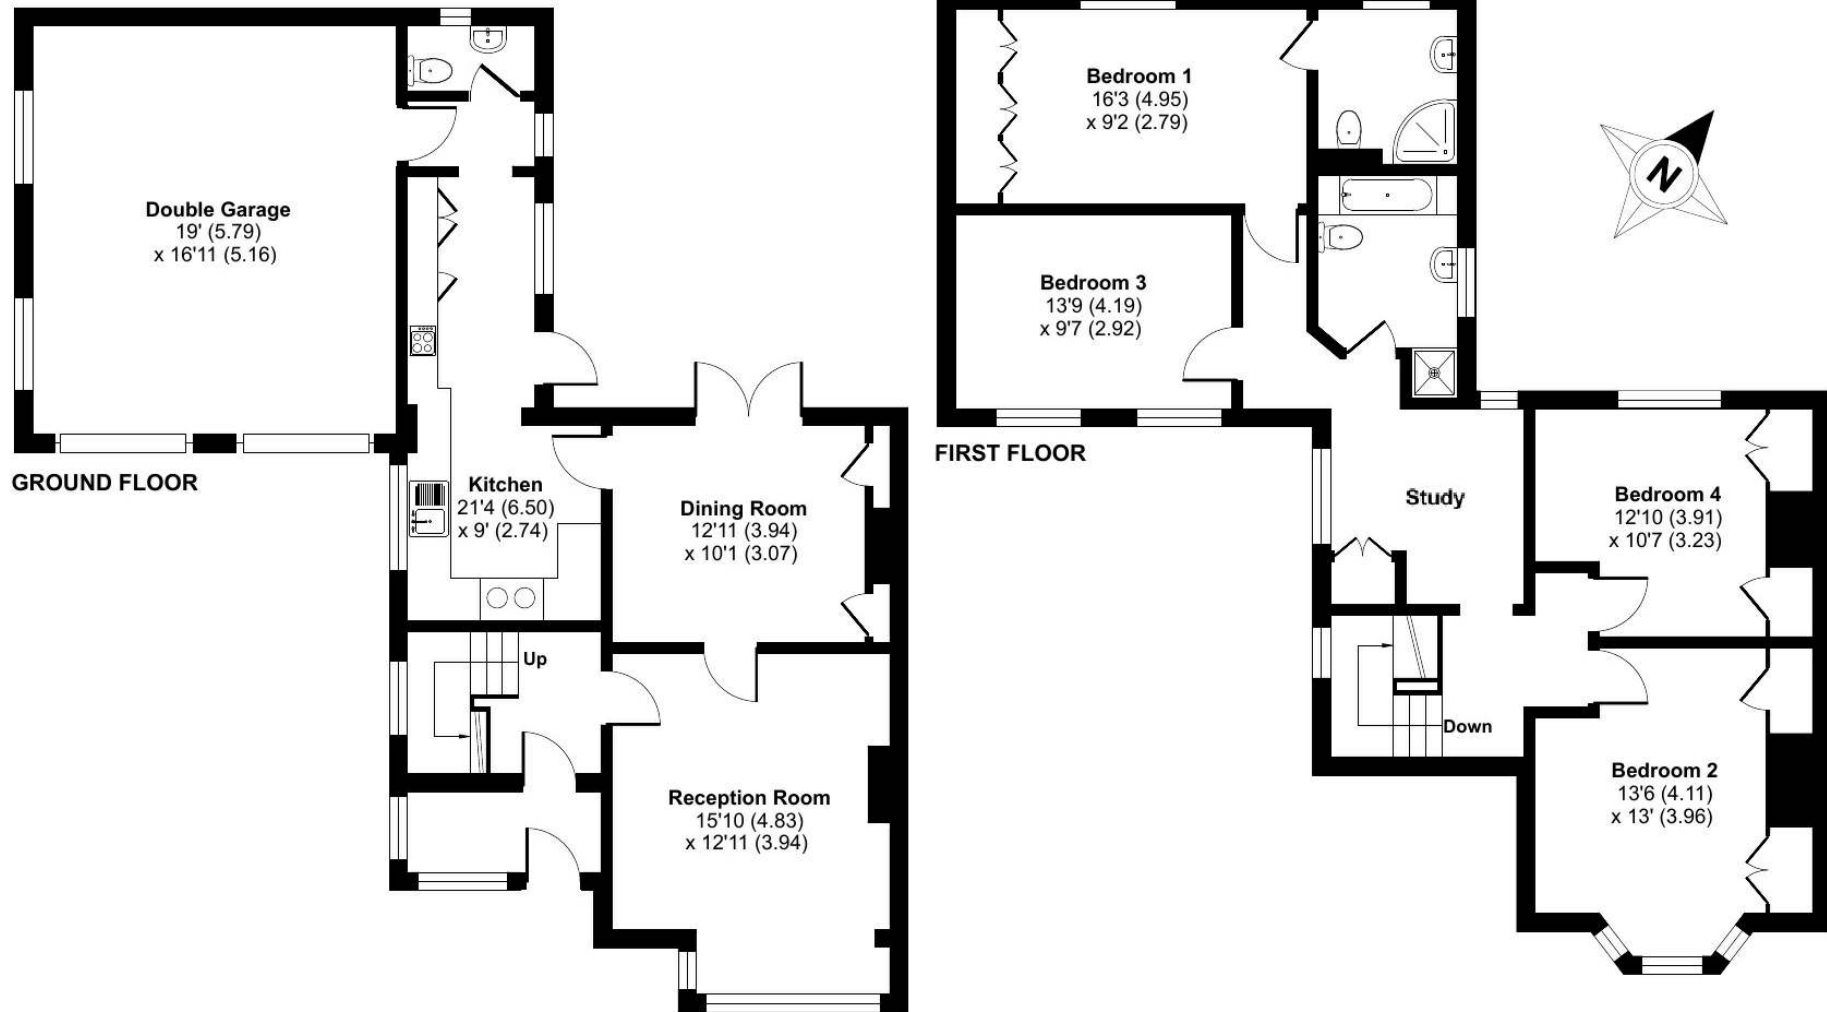 Double Garage
19' (5.79)
x 16'11 (5.16)
GROUND FLOOR
Kitchen
21'4 (6.50)
x 9' (2.74)
Dining Room
12'11 (3.94)
x 10'1 (3.07)
Up
Reception Room
15'10 (4.83)
x 12'11 (3.94)
Bedroom 1
16'3 (4.95)
x 9'2 (2.79)
Bedroom 3
13'9 (4.19)
x 9'7 (2.92)
FIRST FLOOR
Study
Bedroom 4
12'10 (3.91)
x 10'7 (3.23)
Down
Bedroom 2
13'6 (4.11)
x 13' (3.96)
N